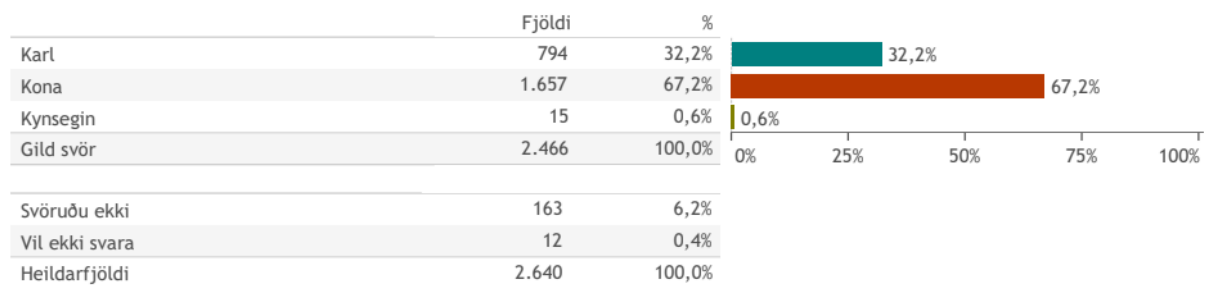 Fjöldi %
Karl 794 32,2% 32,2%
Kona 1.657 67,2% 67,2%
Kynsegin 15 0,6% 0,6%
Gild svör 2.466 100,0%
0% 25% 50% 75% 100%
Svöruðu ekki 163 6,2%
Vil ekki svara 12 0,4%
Heildarfjöldi 2.640 100,0%